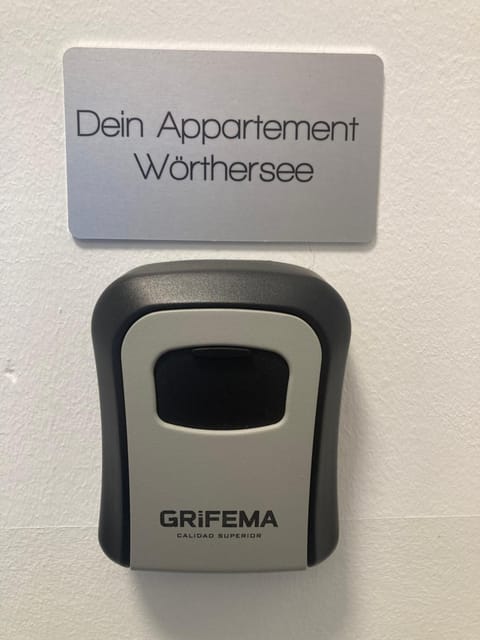 Dein Appartement
Wörthersee
GRiFEMA
CALIDAD SUPERIOR